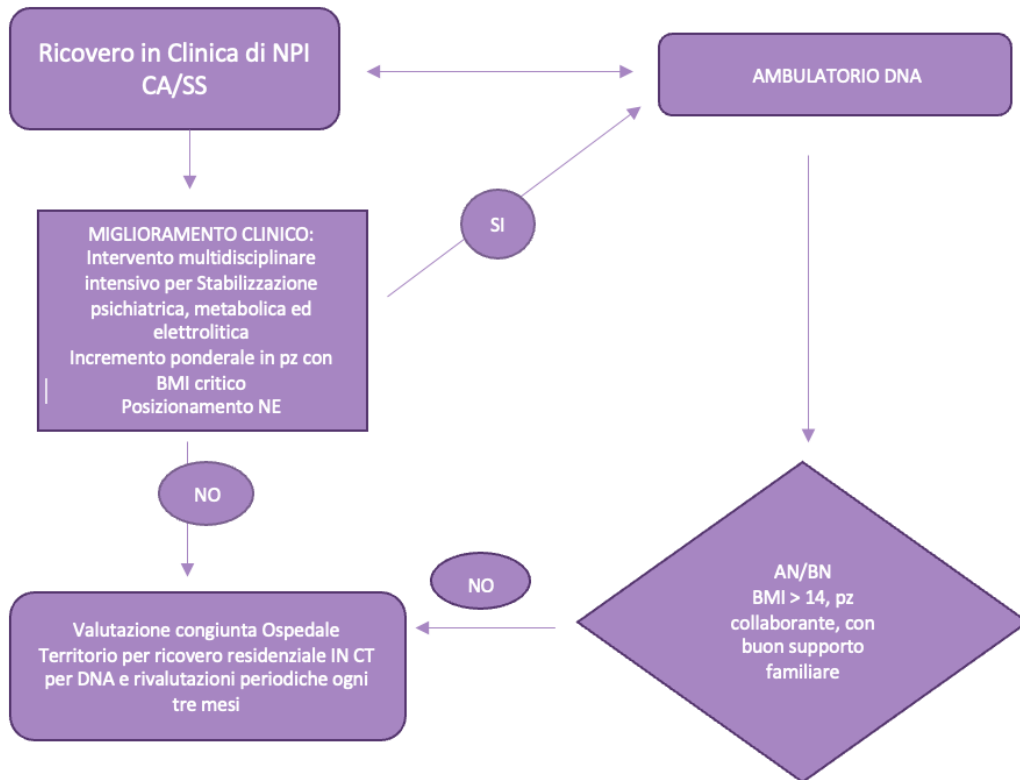 Ricovero in Clinica di NPI
CA/SS
AMBULATORIO DNA
SI
MIGLIORAMENTO CLINICO:
Intervento multidisciplinare
intensivo per Stabilizzazione
psichiatrica, metabolica ed
elettrolitica
Incremento ponderale in pz con
BMI critico
Posizionamento NE
NO
NO
AN/BN
BMI > 14, pz
collaborante, con
buon supporto
familiare
Valutazione congiunta Ospedale
Territorio per ricovero residenziale IN CT
per DNA e rivalutazioni periodiche ogni
tre mesi